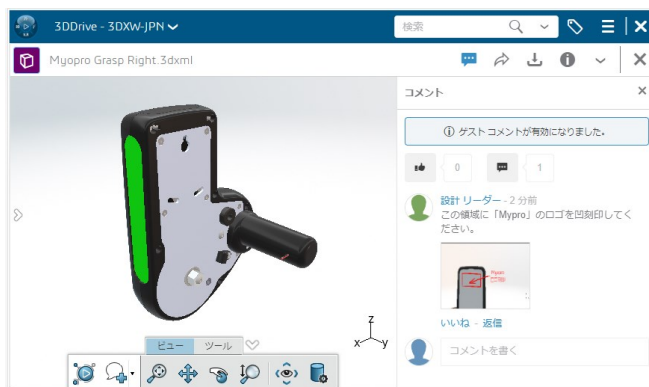 3DDrive - 3DXW-JPN
検索
Myopro Grasp Right.3dxml
コメント
ゲスト コメントが有効になりました。
0
1
設計 リーダー - 2 分前
この領域に「Mypro」のロゴを凹刻印してく
ださい。
いいね - 返信
コメントを書く
z
x
y
ビュー
ツール